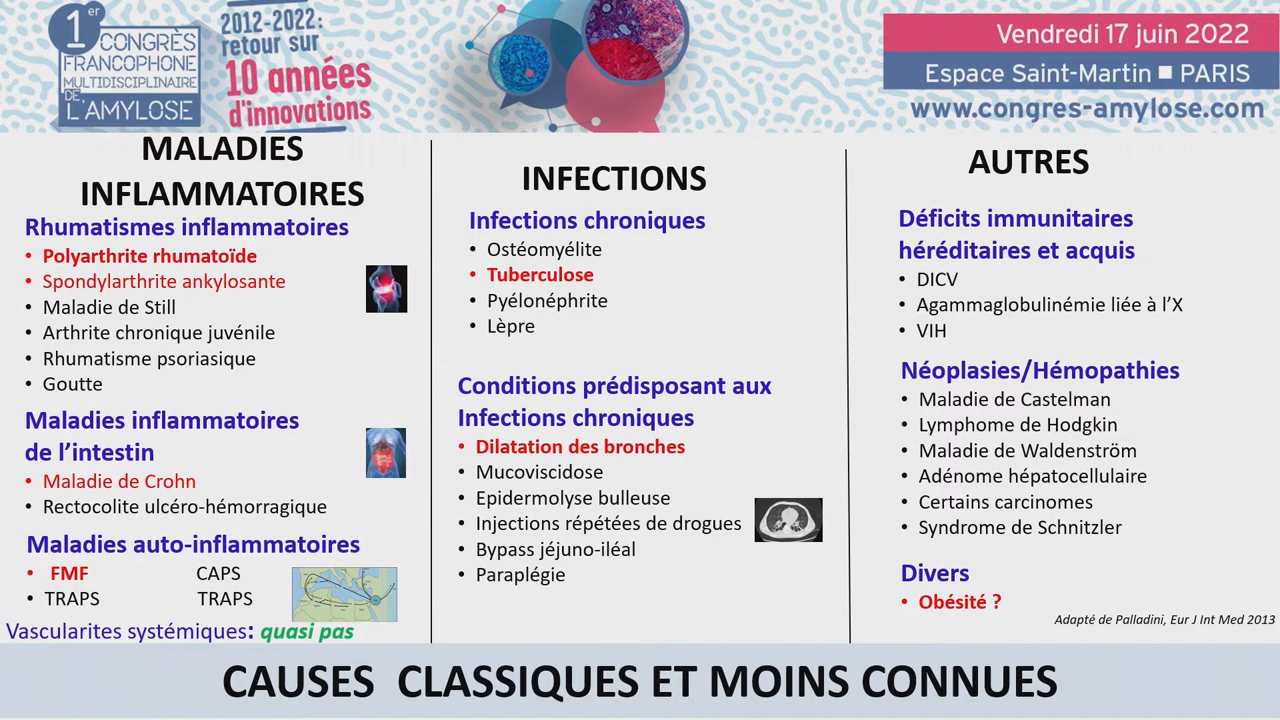 1er
CONGRÈS
FRANCOPHONE
MULTIDISCIPLINAIRE
DE
L'AMYLOSE
2012-2022:
retour sur
10 années
d'innovations
Vendredi 17 juin 2022
Espace Saint-Martin ■ PARIS
www.congres-amylose.com
MALADIES
INFLAMMATOIRES
Rhumatismes inflammatoires
• Polyarthrite rhumatoïde
• Spondylarthrite ankylosante
• Maladie de Still
• Arthrite chronique juvénile
• Rhumatisme psoriasique
• Goutte
Maladies inflammatoires
de l'intestin
• Maladie de Crohn
• Rectocolite ulcéro-hémorragique
Maladies auto-inflammatoires
• FMF CAPS
• TRAPS TRAPS
Vascularites systémiques: quasi pas
INFECTIONS
Infections chroniques
• Ostéomyélite
• Tuberculose
• Pyélonéphrite
• Lèpre
Conditions prédisposant aux
Infections chroniques
• Dilatation des bronches
• Mucoviscidose
• Epidermolyse bulleuse
• Injections répétées de drogues
• Bypass jéjuno-iléal
• Paraplégie
AUTRES
Déficits immunitaires
héréditaires et acquis
• DICV
• Agammaglobulinémie liée à l'X
• VIH
Néoplasies/Hémopathies
• Maladie de Castelman
• Lymphome de Hodgkin
• Maladie de Waldenström
• Adénome hépatocellulaire
• Certains carcinomes
• Syndrome de Schnitzler
Divers
• Obésité ?
Adapté de Palladini, Eur J Int Med 2013
CAUSES CLASSIQUES ET MOINS CONNUES